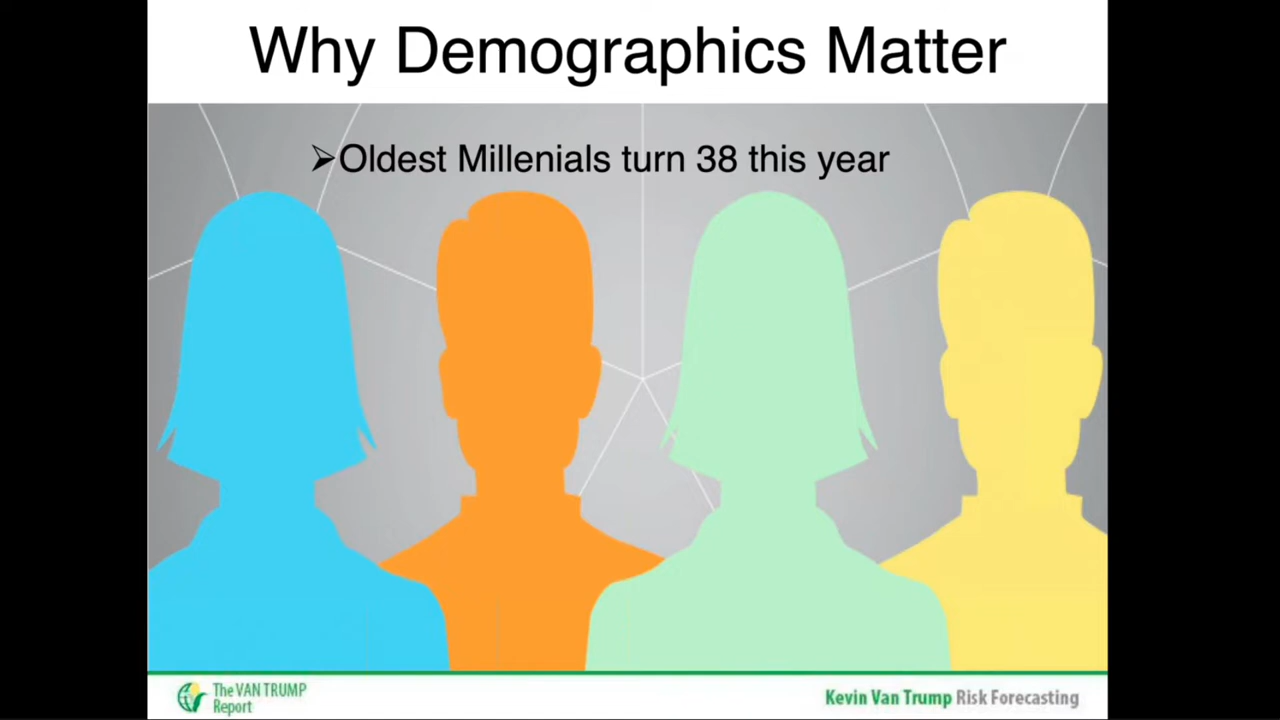 Why Demographics Matter
➢Oldest Millenials turn 38 this year
The VAN TRUMP
Report
Kevin Van Trump Risk Forecasting